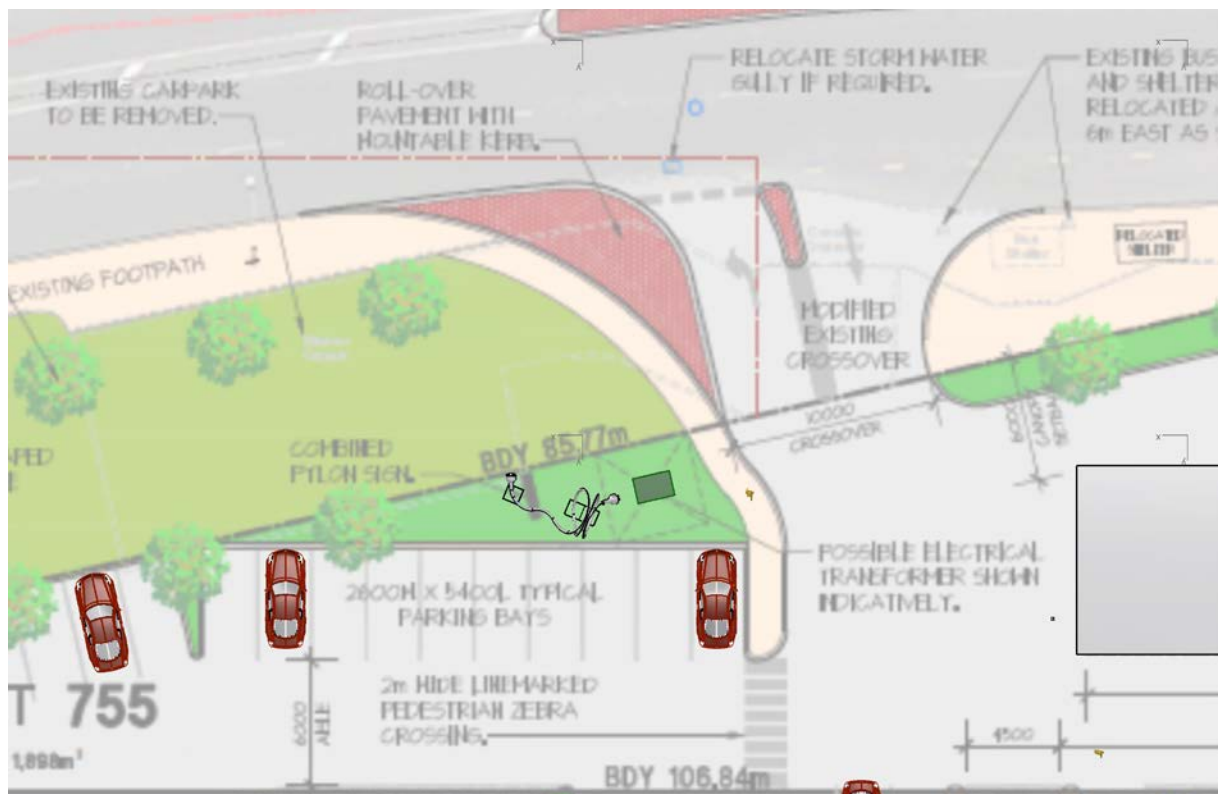 EXISTING CARPARK
TO BE REMOVED.
ROLL-OVER
PAVEMENT WITH
MOUNTABLE KERB.
RELOCATE STORM WATER
GULLY IF REQUIRED.
EXISTING BUS
AND SHELTER
RELOCATED
6m EAST AS
EXISTING FOOTPATH
RELOCATED
SHELTER
MODIFIED
EXISTING
CROSSOVER
10000
CROSSOVER
6000
CANOPY
COMBINED
PYLON SIGN.
BDY 85.77m
APED
E
POSSIBLE ELECTRICAL
TRANSFORMER SHOWN
INDICATIVELY.
2600W X 5400L TYPICAL
PARKING BAYS
T 755
1,898m²
6000
AISLE
2m WIDE LINEMARKED
PEDESTRIAN ZEBRA
CROSSING.
4500
BDY 106,84m